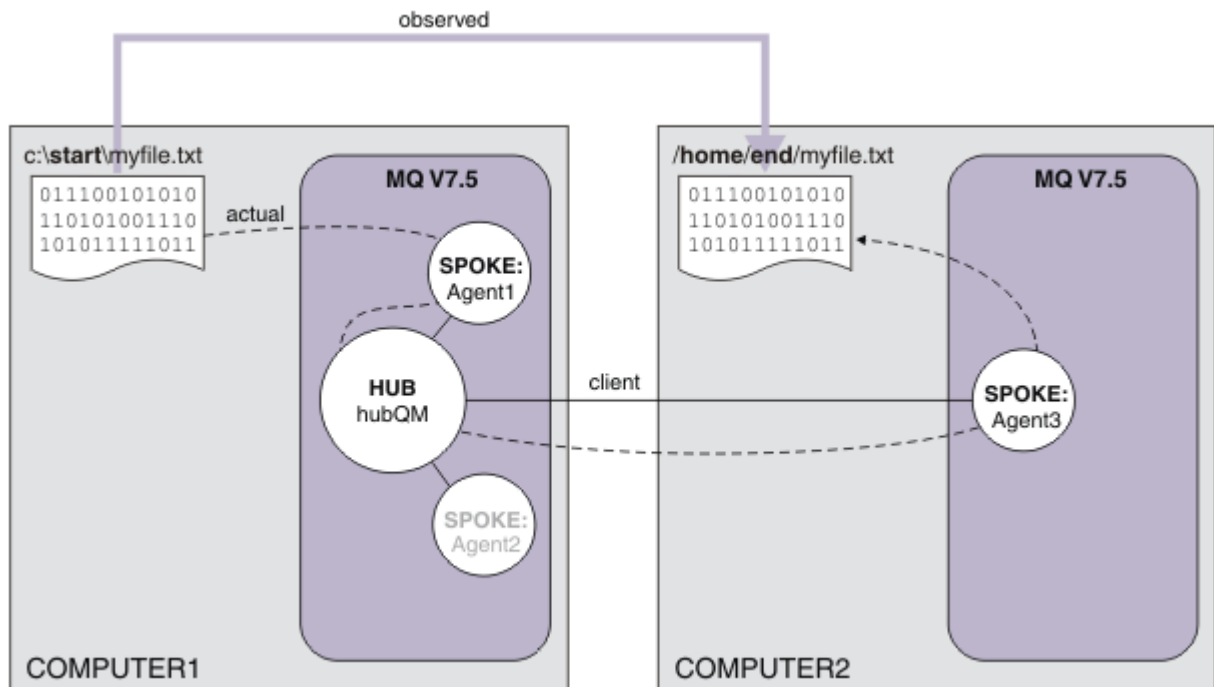 observed
c:\start\myfile.txt
MQ V7.5
011100101010
110101001110
101011111011
actual
SPOKE:
Agent1
HUB
hubQM
SPOKE:
Agent2
COMPUTER1
client
/home/end/myfile.txt
MQ V7.5
011100101010
110101001110
101011111011
SPOKE:
Agent3
COMPUTER2